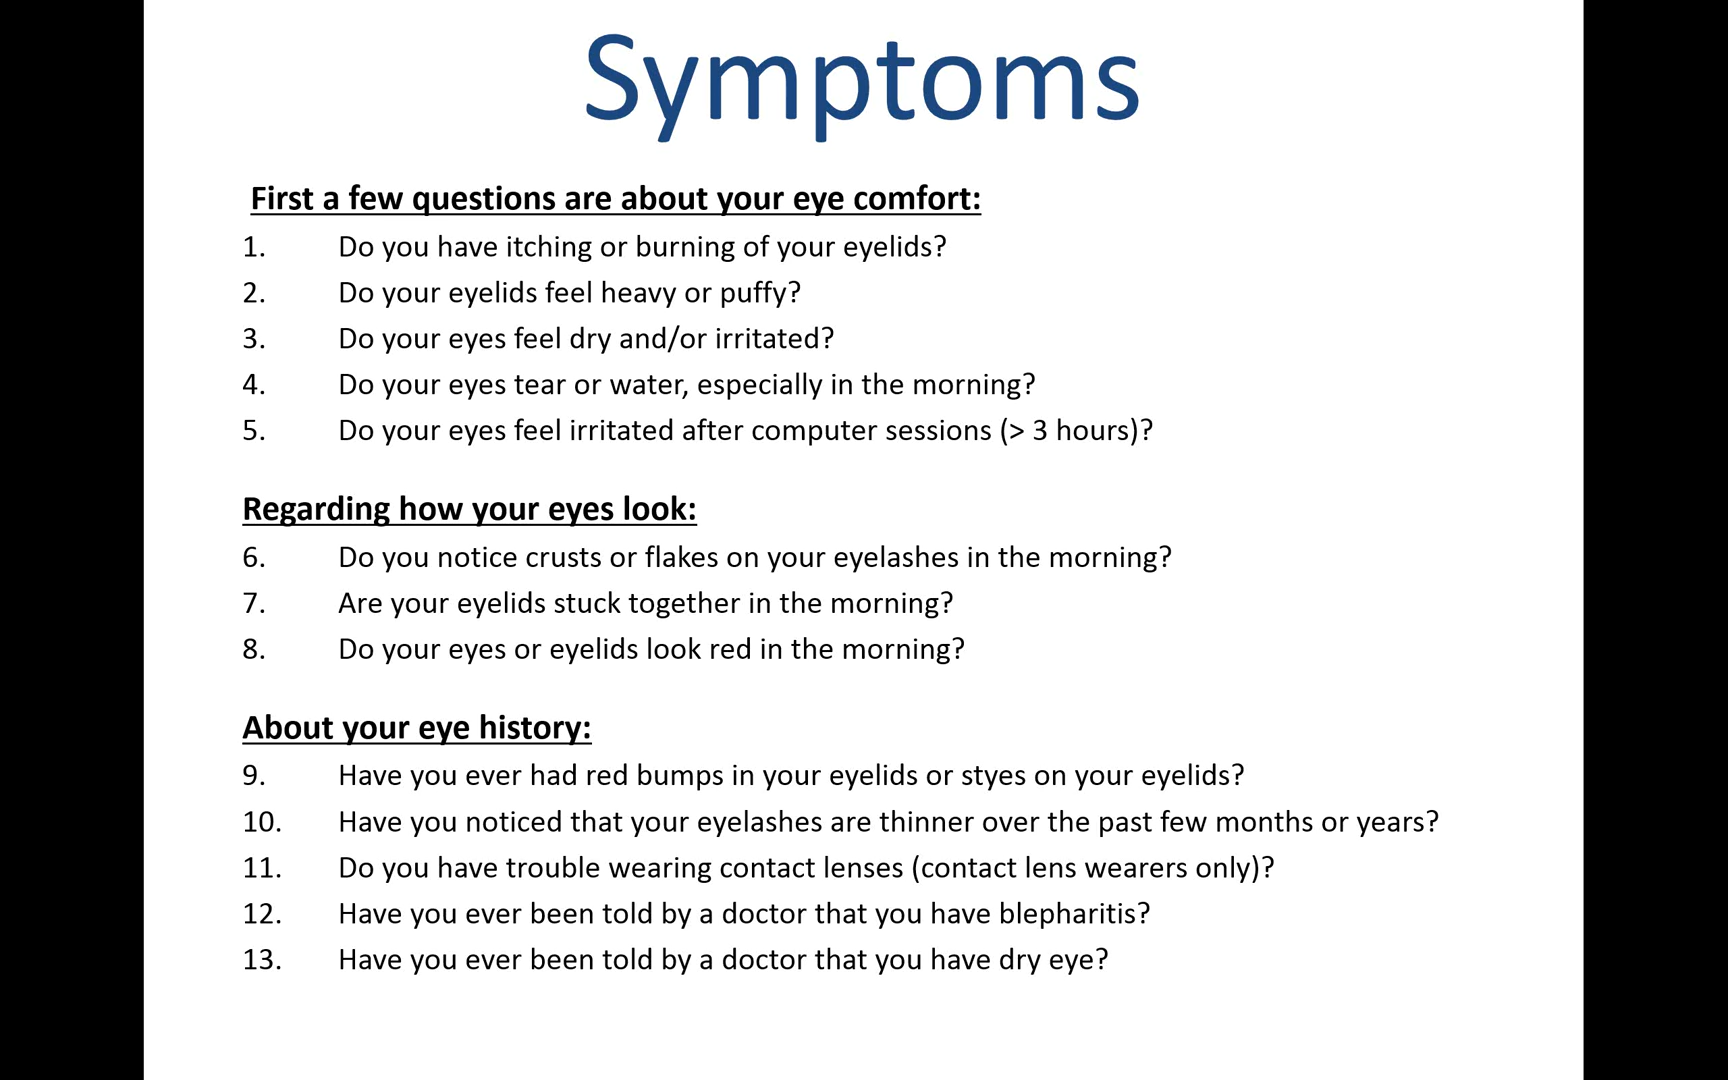 Symptoms
First a few questions are about your eye comfort:
1. Do you have itching or burning of your eyelids?
2. Do your eyelids feel heavy or puffy?
3. Do your eyes feel dry and/or irritated?
4. Do your eyes tear or water, especially in the morning?
5. Do your eyes feel irritated after computer sessions (> 3 hours)?
Regarding how your eyes look:
6. Do you notice crusts or flakes on your eyelashes in the morning?
7. Are your eyelids stuck together in the morning?
8. Do your eyes or eyelids look red in the morning?
About your eye history:
9. Have you ever had red bumps in your eyelids or styes on your eyelids?
10. Have you noticed that your eyelashes are thinner over the past few months or years?
11. Do you have trouble wearing contact lenses (contact lens wearers only)?
12. Have you ever been told by a doctor that you have blepharitis?
13. Have you ever been told by a doctor that you have dry eye?